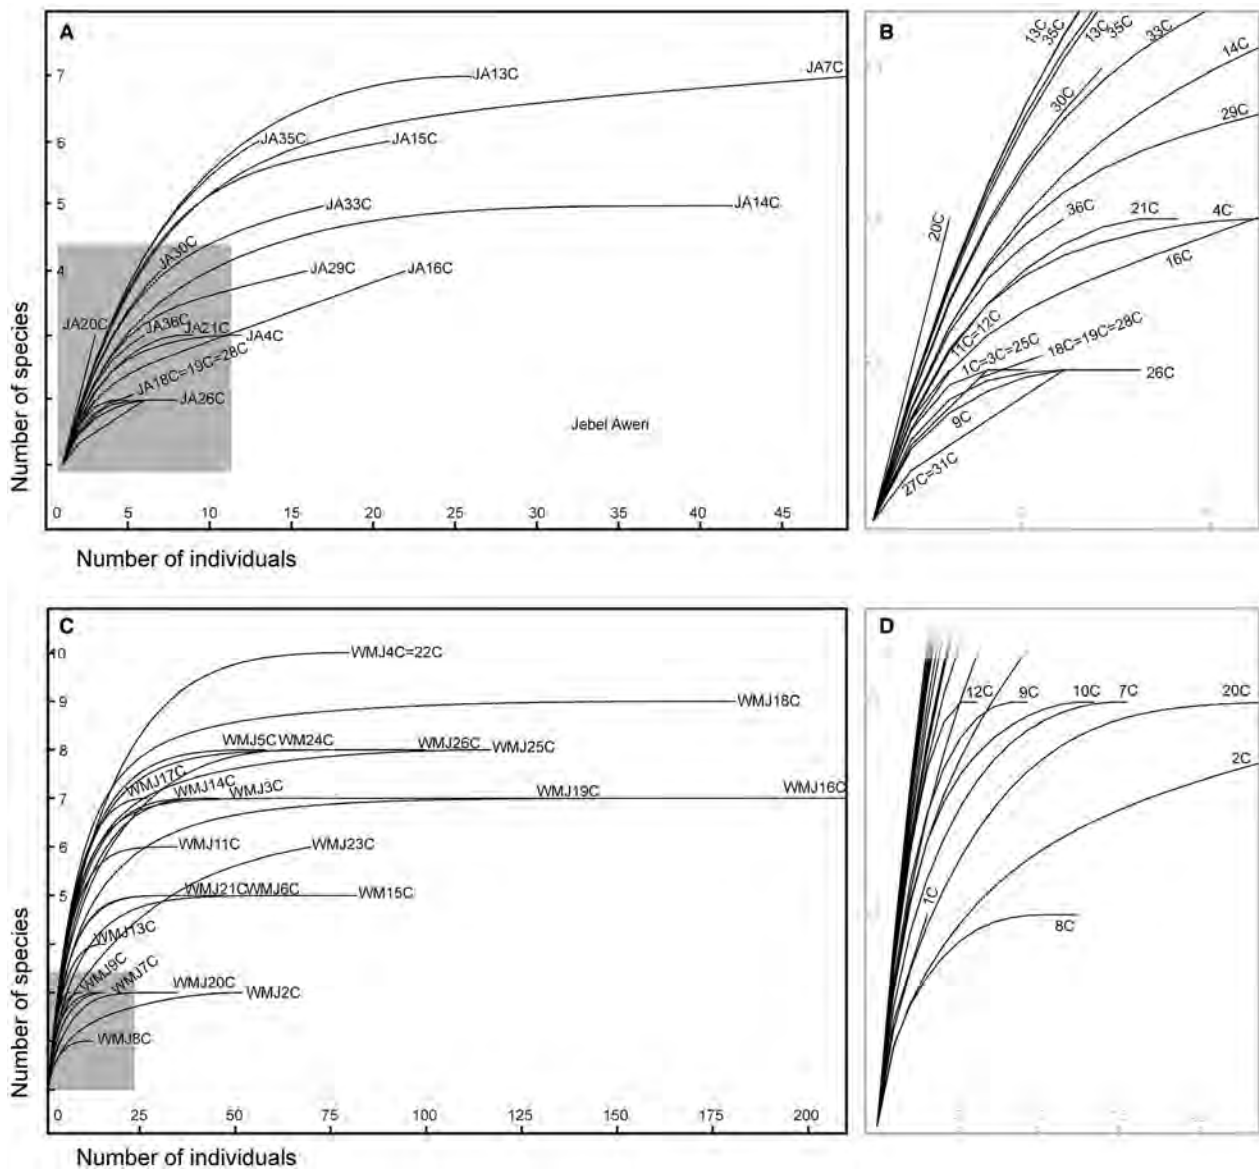 A
7
6
5
4
Number of species
JA13C
JA7C
JA35C
JA15C
JA33C
JA14C
JA30C
JA29C
JA16C
JA20C
JA36C
JA21C
JA4C
JA18C=19C=28C
JA26C
Jebel Aweri
0 5 10 15 20 25 30 35 40 45
Number of individuals
B
13C
35C
13C
35C
33C
14C
30C
29C
20C
36C
21C
4C
16C
11C=12C
1C=3C=25C
18C=19C=28C
26C
9C
27C=31C
C
10
9
8
7
6
5
Number of species
WMJ4C=22C
WMJ18C
WMJ5C
WM24C
WMJ26C
WMJ25C
WMJ17C
WMJ14C
WMJ3C
WMJ19C
WMJ16C
WMJ11C
WMJ23C
WMJ21C
WMJ6C
WM15C
WMJ13C
WMJ9C
WMJ7C
WMJ20C
WMJ2C
WMJ8C
0 25 50 75 100 125 150 175 200
Number of individuals
D
12C
9C
10C
7C
20C
2C
1C
8C